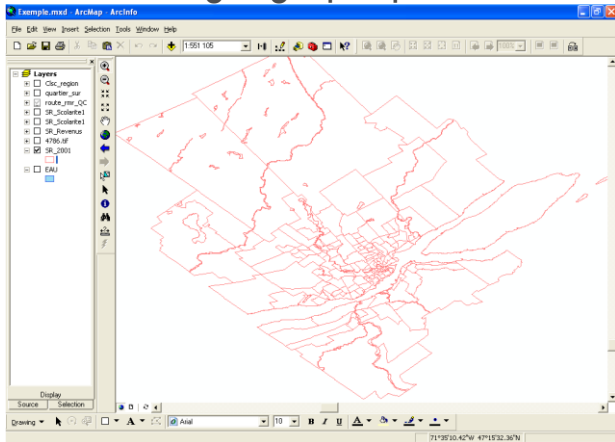 Exemple.mxd - ArcMap - ArcInfo
File Edit View Insert Selection Tools Window Help
1:551 105
Layers
Clsc_region
quartier_sur
route_rmr_QC
SR_Scolarite1
SR_Scolarite1
SR_Revenus
4786.tif
SR_2001
EAU
Display
Source Selection
Drawing A Arial 10 B I U A
71°35'10.42"W 47°15'32.36"N